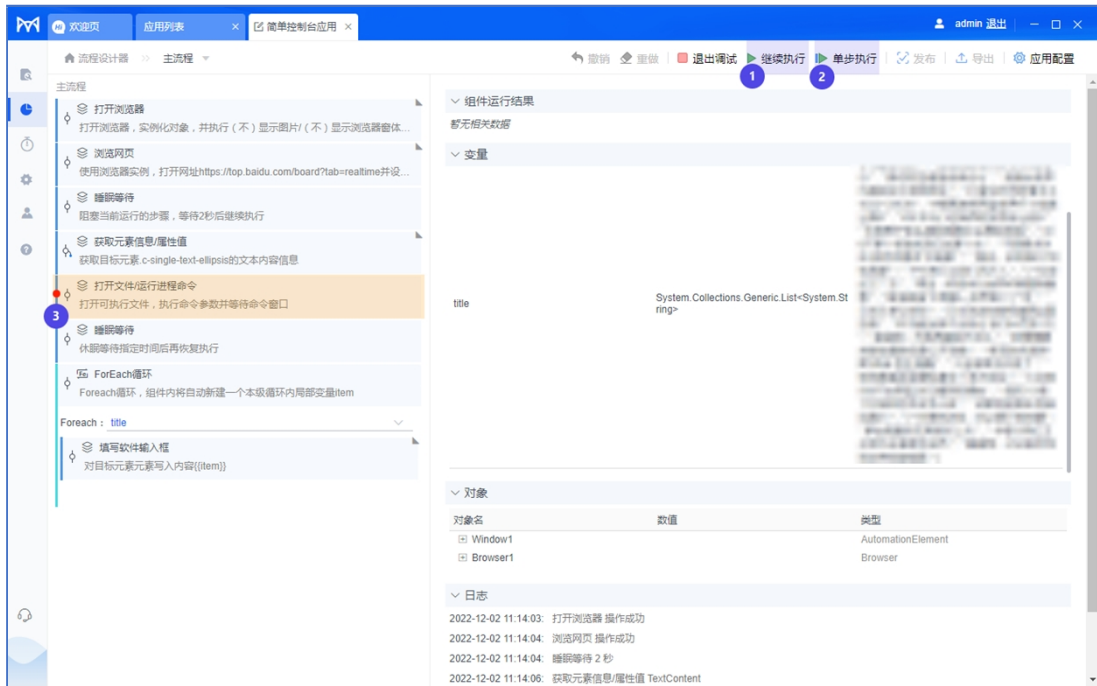 欢迎页
应用列表
简单控制台应用
admin 退出
流程设计器 >> 主流程
撤销
重做
退出调试
继续执行
单步执行
发布
导出
应用配置
1
2
主流程
打开浏览器
打开浏览器，实例化对象，并执行（不）显示图片/（不）显示浏览器窗体...
浏览网页
使用浏览器实例，打开网址https://top.baidu.com/board?tab=realtime并设...
睡眠等待
阻塞当前运行的步骤，等待2秒后继续执行
获取元素信息/属性值
获取目标元素.c-single-text-ellipsis的文本内容信息
打开文件/运行进程命令
打开可执行文件，执行命令参数并等待命令窗口
3
睡眠等待
休眠等待指定时间后再恢复执行
ForEach循环
Foreach循环，组件内将自动新建一个本级循环内局部变量item
Foreach： title
填写软件输入框
对目标元素元素写入内容{{item}}
组件运行结果
暂无相关数据
变量
title
System.Collections.Generic.List<System.St
ring>
对象
对象名 数值 类型
Window1 AutomationElement
Browser1 Browser
日志
2022-12-02 11:14:03: 打开浏览器 操作成功
2022-12-02 11:14:04: 浏览网页 操作成功
2022-12-02 11:14:04: 睡眠等待 2 秒
2022-12-02 11:14:06: 获取元素信息/属性值 TextContent